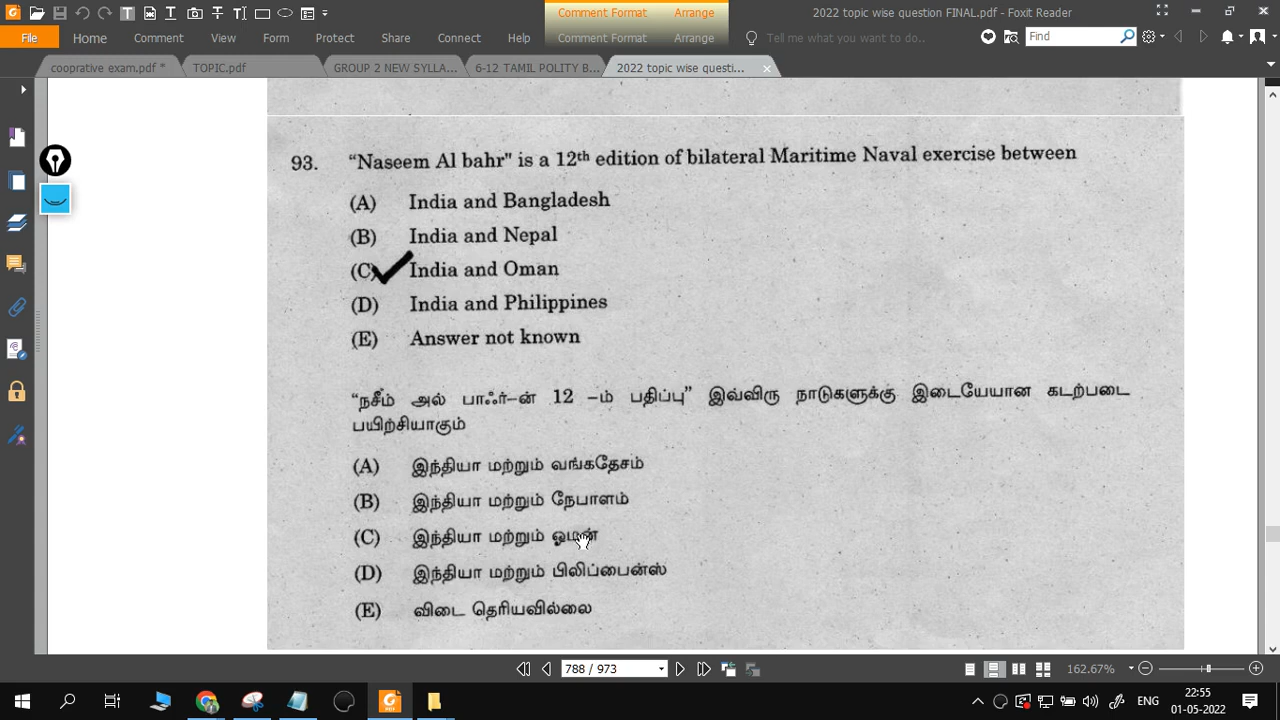 2022 topic wise question FINAL.pdf - Foxit Reader
Comment Format Arrange
File Home Comment View Form Protect Share Connect Help Comment Format Arrange Tell me what you want to do.. Find
cooprative exam.pdf * TOPIC.pdf GROUP 2 NEW SYLLA... 6-12 TAMIL POLITY B... 2022 topic wise questi...
93. “Naseem Al bahr" is a 12th edition of bilateral Maritime Naval exercise between
(A) India and Bangladesh
(B) India and Nepal
(C) India and Oman
(D) India and Philippines
(E) Answer not known
“நசீம் அல் பாஃர்–ன் 12 –ம் பதிப்பு” இவ்விரு நாடுகளுக்கு இடையேயான கடற்படை
பயிற்சியாகும்
(A) இந்தியா மற்றும் வங்கதேசம்
(B) இந்தியா மற்றும் நேபாளம்
(C) இந்தியா மற்றும் ஓமன்
(D) இந்தியா மற்றும் பிலிப்பைன்ஸ்
(E) விடை தெரியவில்லை
788 / 973 162.67%
ENG 22:55
01-05-2022